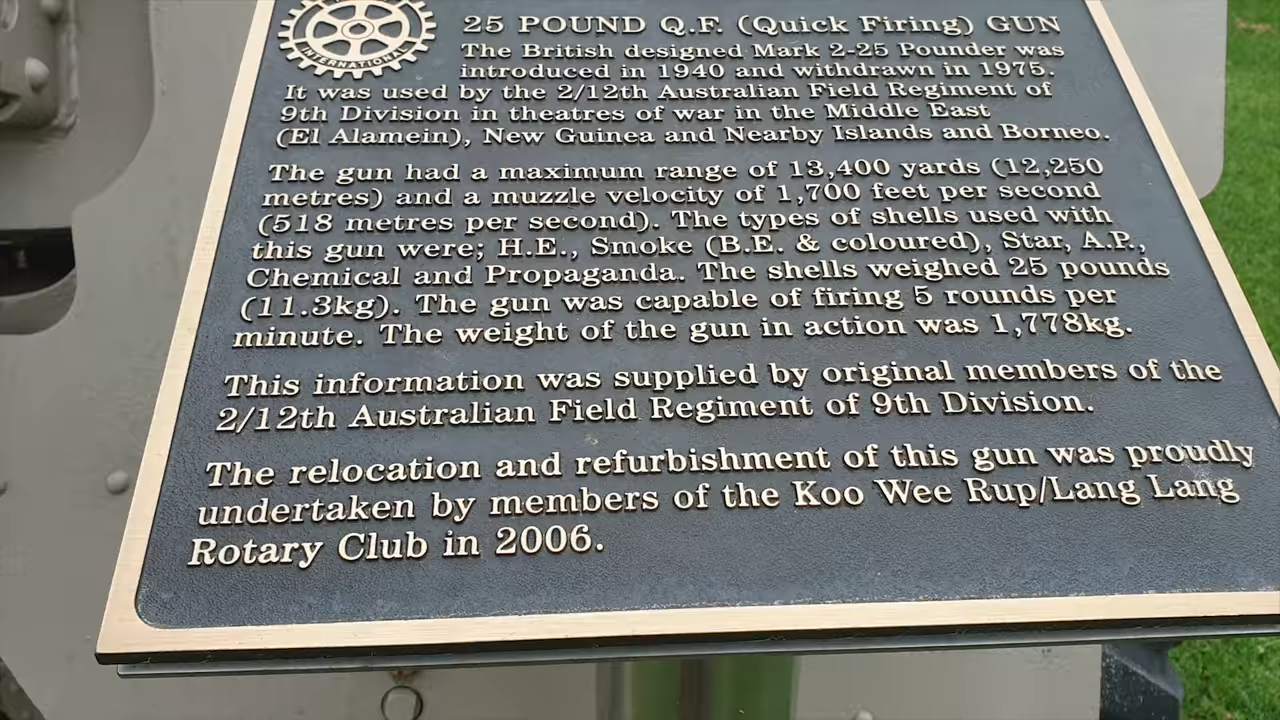 INTERNATIONAL
25 POUND Q.F. (Quick Firing) GUN
The British designed Mark 2-25 Pounder was
introduced in 1940 and withdrawn in 1975.
It was used by the 2/12th Australian Field Regiment of
9th Division in theatres of war in the Middle East
(El Alamein), New Guinea and Nearby Islands and Borneo.
The gun had a maximum range of 13,400 yards (12,250
metres) and a muzzle velocity of 1,700 feet per second
(518 metres per second). The types of shells used with
this gun were; H.E., Smoke (B.E. & coloured), Star, A.P.,
Chemical and Propaganda. The shells weighed 25 pounds
(11.3kg). The gun was capable of firing 5 rounds per
minute. The weight of the gun in action was 1,778kg.
This information was supplied by original members of the
2/12th Australian Field Regiment of 9th Division.
The relocation and refurbishment of this gun was proudly
undertaken by members of the Koo Wee Rup/Lang Lang
Rotary Club in 2006.